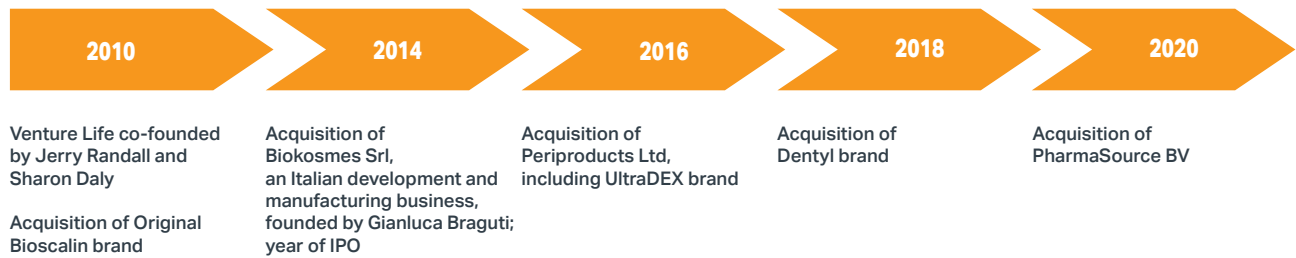 2010
Venture Life co-founded
by Jerry Randall and
Sharon Daly
Acquisition of Original
Bioscalin brand
2014
Acquisition of
Biokosmes Srl,
an Italian development and
manufacturing business,
founded by Gianluca Braguti;
year of IPO
2016
Acquisition of
Periproducts Ltd,
including UltraDEX brand
2018
Acquisition of
Dentyl brand
2020
Acquisition of
PharmaSource BV